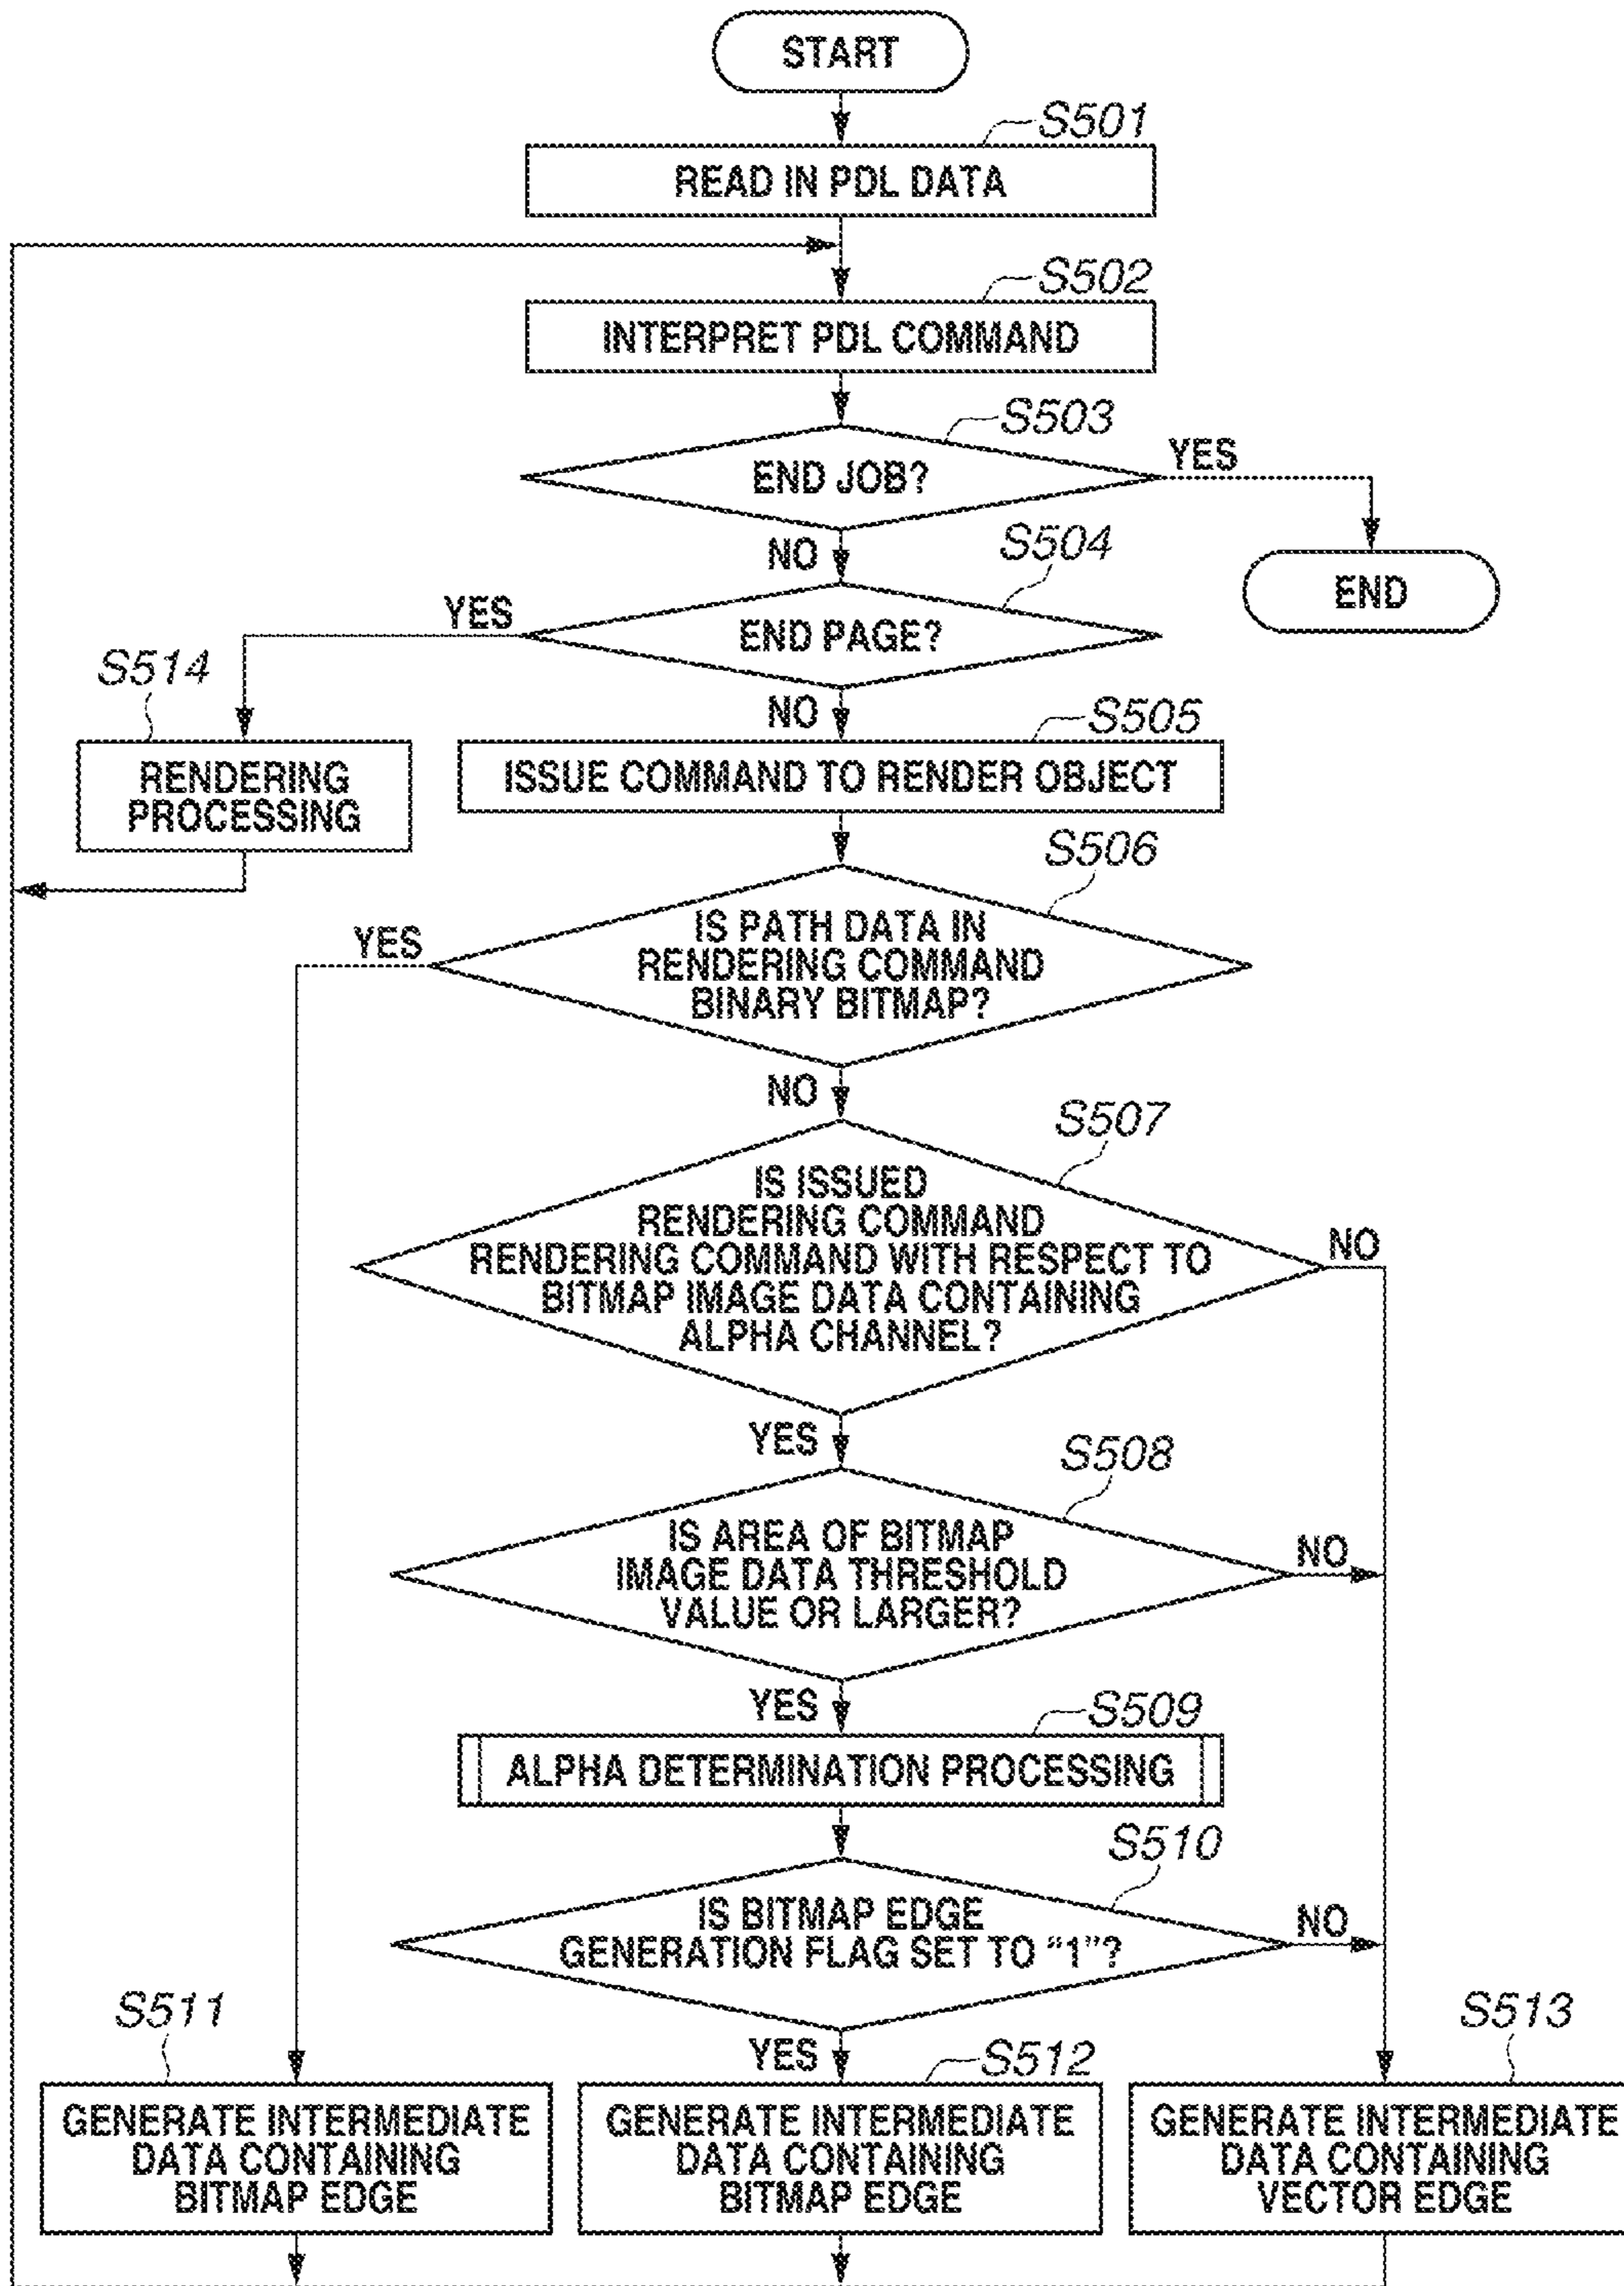 START
S501
READ IN PDL DATA
S502
INTERPRET PDL COMMAND
S503
END JOB?
YES
NO
END
S504
END PAGE?
YES
NO
S514
RENDERING
PROCESSING
S505
ISSUE COMMAND TO RENDER OBJECT
S506
IS PATH DATA IN
RENDERING COMMAND
BINARY BITMAP?
YES
NO
S507
IS ISSUED
RENDERING COMMAND
RENDERING COMMAND WITH RESPECT TO
BITMAP IMAGE DATA CONTAINING
ALPHA CHANNEL?
NO
YES
S508
IS AREA OF BITMAP
IMAGE DATA THRESHOLD
VALUE OR LARGER?
NO
YES
S509
ALPHA DETERMINATION PROCESSING
S510
IS BITMAP EDGE
GENERATION FLAG SET TO “1”?
NO
YES
S511
GENERATE INTERMEDIATE
DATA CONTAINING
BITMAP EDGE
S512
GENERATE INTERMEDIATE
DATA CONTAINING
BITMAP EDGE
S513
GENERATE INTERMEDIATE
DATA CONTAINING
VECTOR EDGE